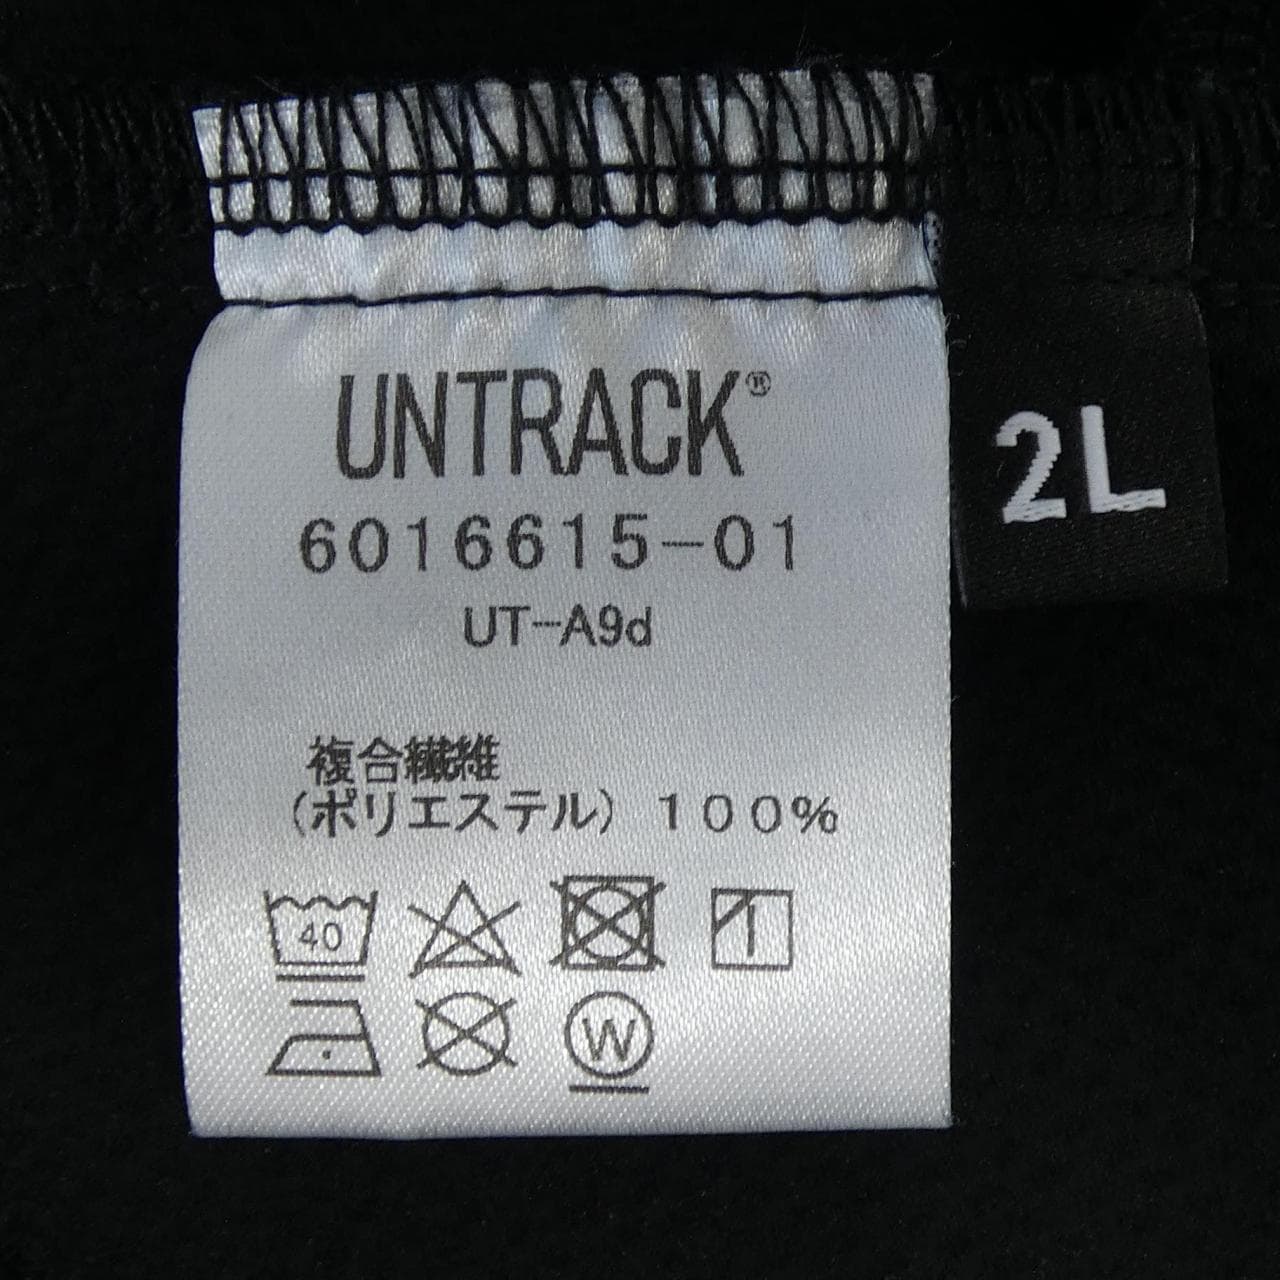 UNTRACK®
6016615-01
UT-A9d
2L
複合繊維
(ポリエステル) 100%
40
W